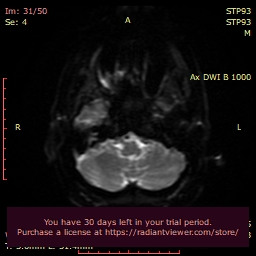 Im: 31/50
Se: 4
A
STP93
STP93
M
Ax DWI B 1000
R
L
You have 30 days left in your trial period.
Purchase a license at https://radiantviewer.com/store/